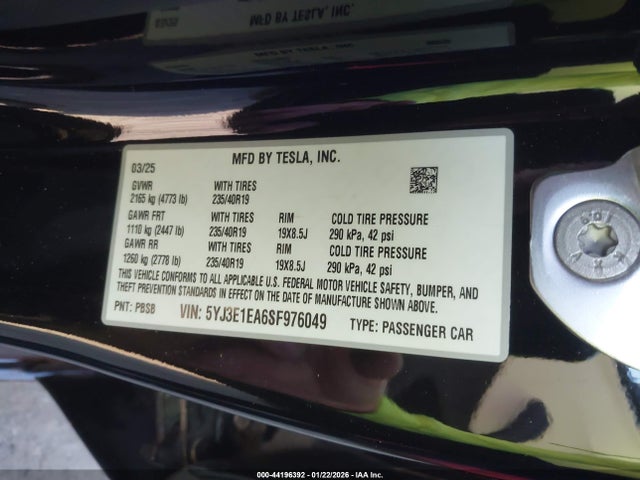 MFD BY TESLA, INC.
03/25
GVWR WITH TIRES
2165 kg (4773 lb) 235/40R19
GAWR FRT WITH TIRES RIM COLD TIRE PRESSURE
1110 kg (2447 lb) 235/40R19 19X8.5J 290 kPa, 42 psi
GAWR RR WITH TIRES RIM COLD TIRE PRESSURE
1260 kg (2778 lb) 235/40R19 19X8.5J 290 kPa, 42 psi
THIS VEHICLE CONFORMS TO ALL APPLICABLE U.S. FEDERAL MOTOR VEHICLE SAFETY, BUMPER, AND
THEFT PREVENTION STANDARDS IN EFFECT ON THE DATE OF MANUFACTURE SHOWN ABOVE.
PNT: PBSB VIN: 5YJ3E1EA6SF976049 TYPE: PASSENGER CAR
000-44196392 - 01/22/2026 - IAA Inc.